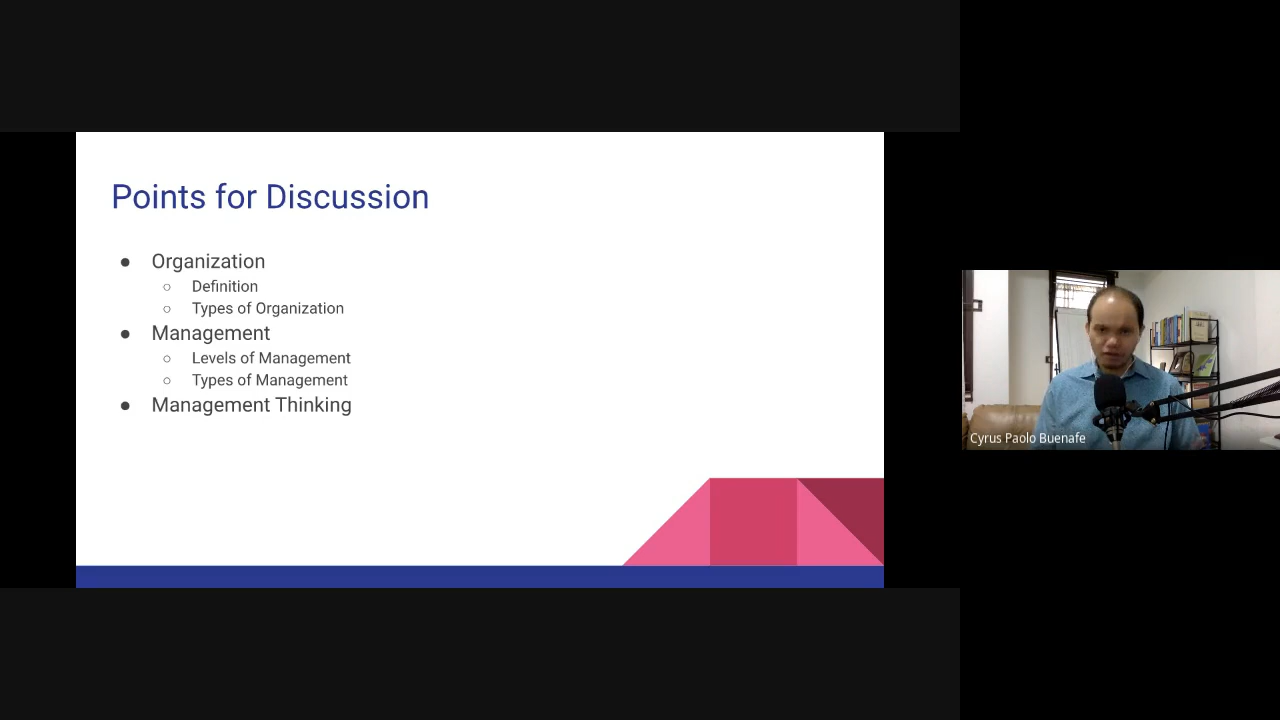 Points for Discussion
Organization
Definition
Types of Organization
Management
Levels of Management
Types of Management
Management Thinking
Cyrus Paolo Buenafe